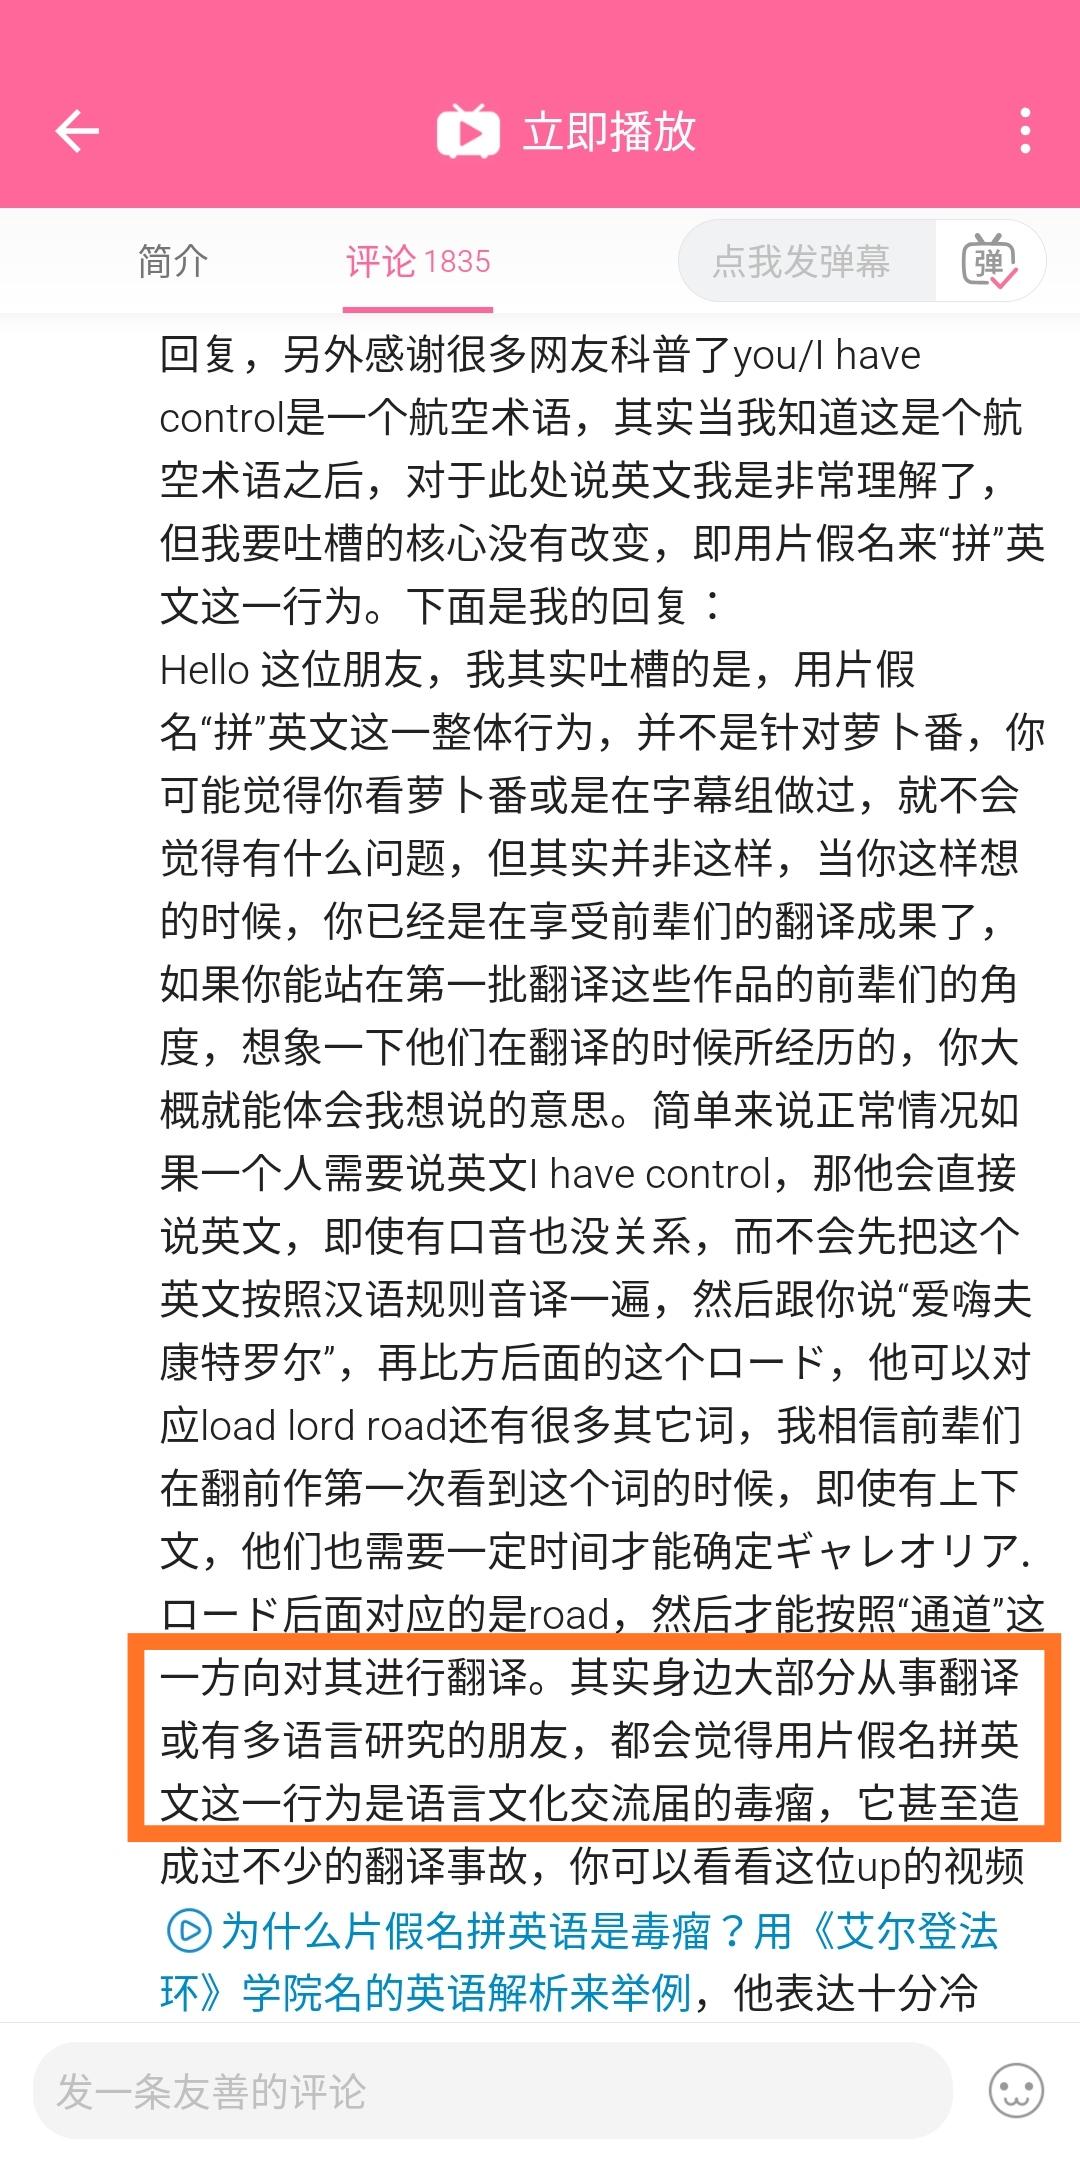 立即播放
简介
评论 1835
点我发弹幕
弹
回复，另外感谢很多网友科普了you/I have
control是一个航空术语，其实当我知道这是个航
空术语之后，对于此处说英文我是非常理解了，
但我要吐槽的核心没有改变，即用片假名来“拼”英
文这一行为。下面是我的回复：
Hello 这位朋友，我其实吐槽的是，用片假
名“拼”英文这一整体行为，并不是针对萝卜番，你
可能觉得你看萝卜番或是在字幕组做过，就不会
觉得有什么问题，但其实并非这样，当你这样想
的时候，你已经是在享受前辈们的翻译成果了，
如果你能站在第一批翻译这些作品的前辈们的角
度，想象一下他们在翻译的时候所经历的，你大
概就能体会我想说的意思。简单来说正常情况如
果一个人需要说英文I have control，那他会直接
说英文，即使有口音也没关系，而不会先把这个
英文按照汉语规则音译一遍，然后跟你说“爱嗨夫
康特罗尔”，再比方后面的这个ロード，他可以对
应load lord road还有很多其它词，我相信前辈们
在翻前作第一次看到这个词的时候，即使有上下
文，他们也需要一定时间才能确定ギャレオリア.
ロード后面对应的是road，然后才能按照“通道”这
一方向对其进行翻译。其实身边大部分从事翻译
或有多语言研究的朋友，都会觉得用片假名拼英
文这一行为是语言文化交流届的毒瘤，它甚至造
成过不少的翻译事故，你可以看看这位up的视频
为什么片假名拼英语是毒瘤？用《艾尔登法
环》学院名的英语解析来举例，他表达十分冷
发一条友善的评论